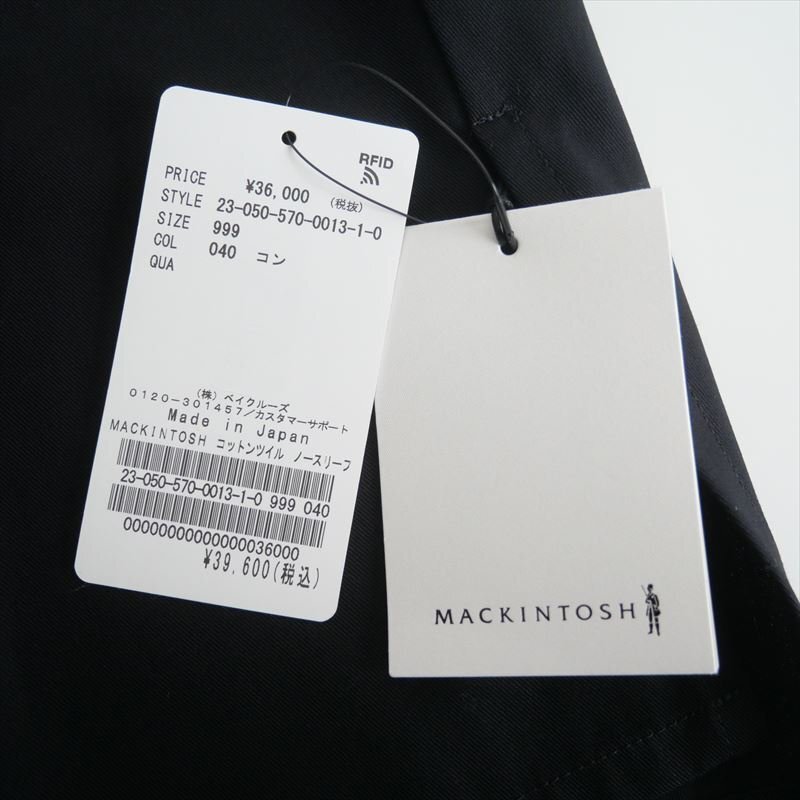 RFID
PRICE ¥36,000 (税抜)
STYLE 23-050-570-0013-1-0
SIZE 999
COL 040 コン
QUA
(株) ベイクルーズ
0120-301457/カスタマーサポート
Made in Japan
MACKINTOSH コットンツイル ノースリーフ
23-050-570-0013-1-0 999 040
00000000000000036000
¥39,600(税込)
MACKINTOSH